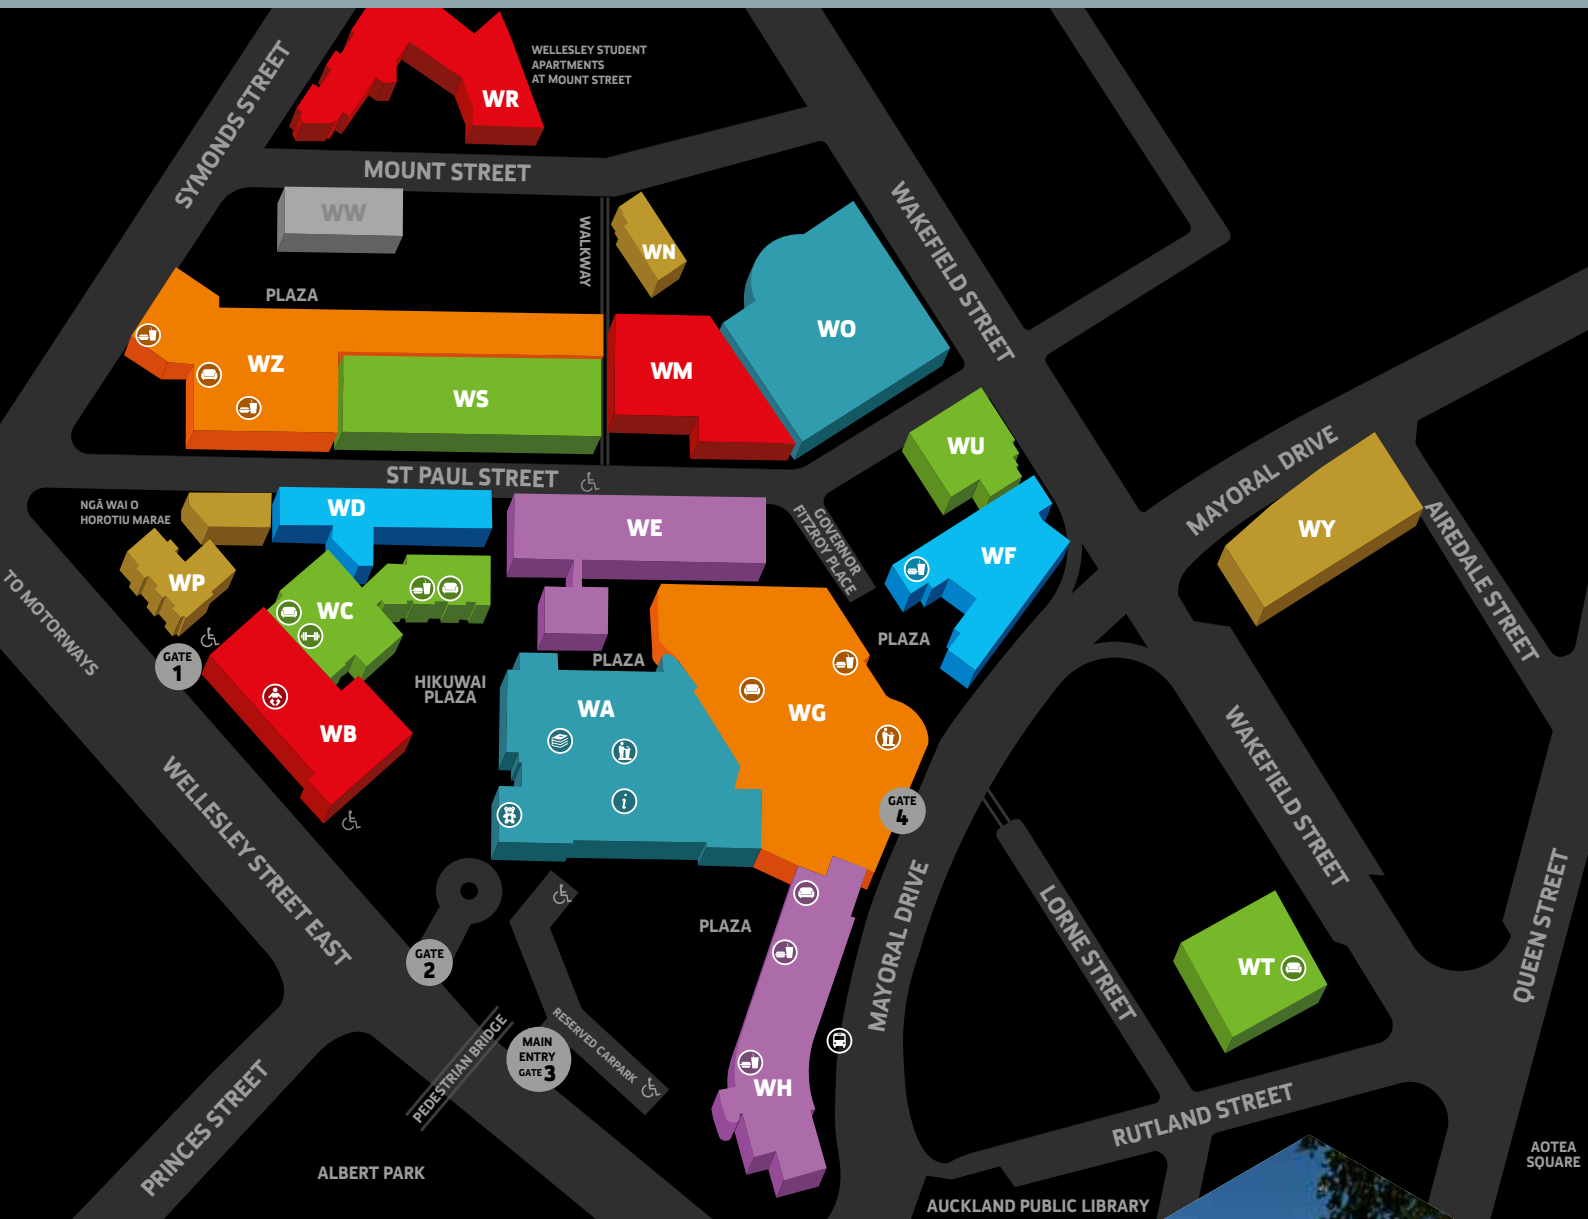 SYMONDS STREET
WELLESLEY STUDENT
APARTMENTS
AT MOUNT STREET
WR
MOUNT STREET
WW
WALKWAY
WN
WAKEFIELD STREET
PLAZA
WO
WZ
WM
WS
WU
ST PAUL STREET
MAYORAL DRIVE
NGĀ WAI O
HOROTIU MARAE
WD
WE
GOVERNOR
FITZROY PLACE
WF
WY
AIREDALE STREET
WP
WC
TO MOTORWAYS
GATE
1
PLAZA
PLAZA
HIKUWAI
PLAZA
WA
WG
WB
WAKEFIELD STREET
WELLESLEY STREET EAST
GATE
4
MAYORAL DRIVE
LORNE STREET
QUEEN STREET
PLAZA
GATE
2
WT
PEDESTRIAN BRIDGE
MAIN
ENTRY
GATE 3
RESERVED CARPARK
WH
PRINCES STREET
RUTLAND STREET
ALBERT PARK
AOTEA
SQUARE
AUCKLAND PUBLIC LIBRARY